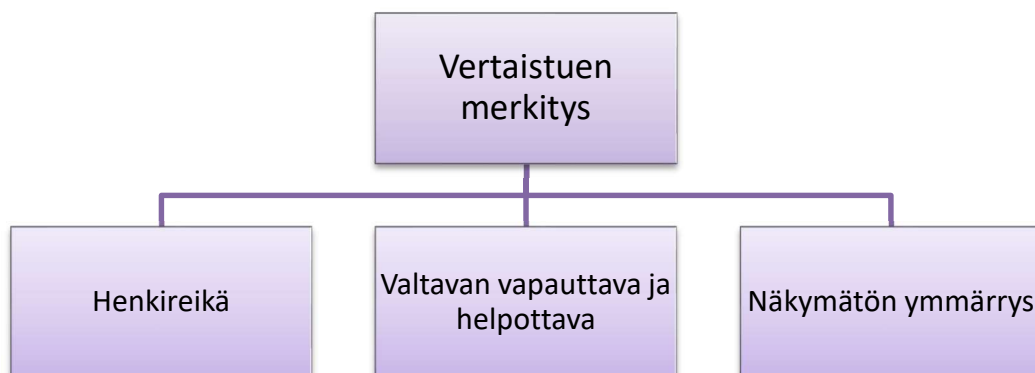 Vertaistuen
merkitys
Henkireikä
Valtavan vapauttava ja
helpottava
Näkymätön ymmärrys